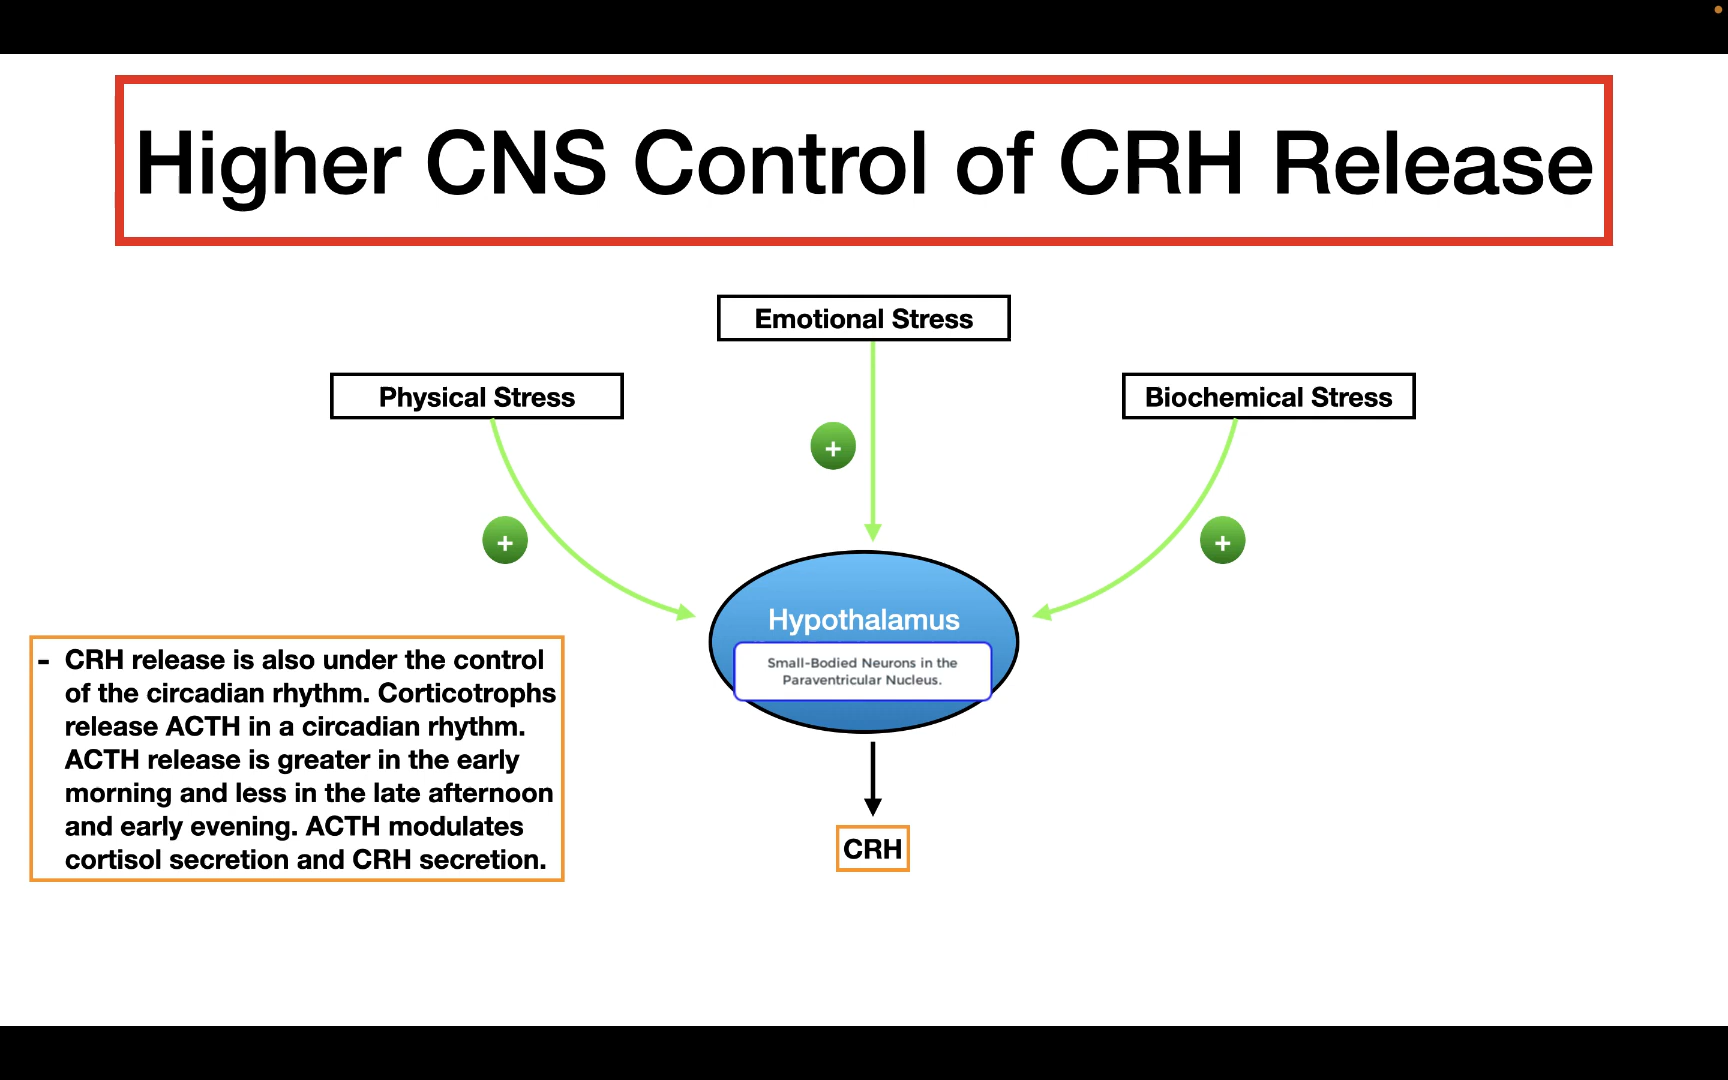 Higher CNS Control of CRH Release
Emotional Stress
Physical Stress
Biochemical Stress
+
+
+
Hypothalamus
Small-Bodied Neurons in the
Paraventricular Nucleus.
- CRH release is also under the control
of the circadian rhythm. Corticotrophs
release ACTH in a circadian rhythm.
ACTH release is greater in the early
morning and less in the late afternoon
and early evening. ACTH modulates
cortisol secretion and CRH secretion.
CRH